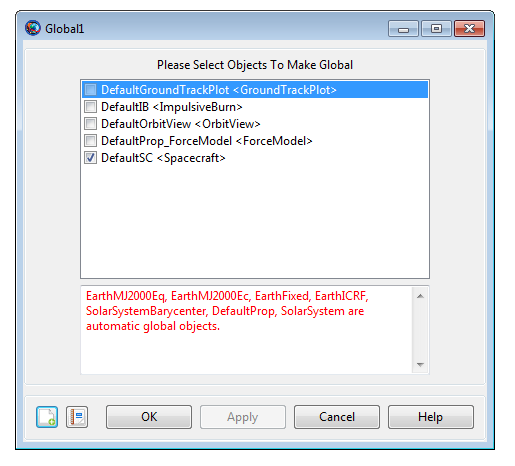 Global1
Please Select Objects To Make Global
DefaultGroundTrackPlot <GroundTrackPlot>
DefaultIB <ImpulsiveBurn>
DefaultOrbitView <OrbitView>
DefaultProp_ForceModel <ForceModel>
DefaultSC <Spacecraft>
EarthMJ2000Eq, EarthMJ2000Ec, EarthFixed, EarthICRF,
SolarSystemBarycenter, DefaultProp, SolarSystem are
automatic global objects.
OK Apply Cancel Help